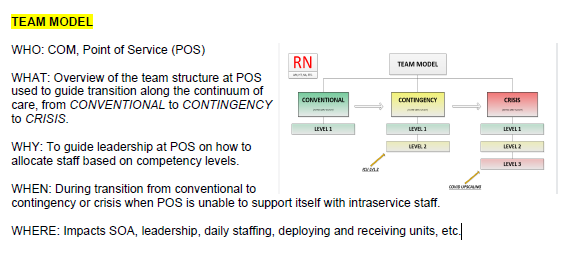 TEAM MODEL
WHO: COM, Point of Service (POS)
WHAT: Overview of the team structure at POS
used to guide transition along the continuum of
care, from CONVENTIONAL to CONTINGENCY
to CRISIS.
WHY: To guide leadership at POS on how to
allocate staff based on competency levels.
WHEN: During transition from conventional to
contingency or crisis when POS is unable to support itself with intraservice staff.
WHERE: Impacts SOA, leadership, daily staffing, deploying and receiving units, etc.
RN
TEAM MODEL
CONVENTIONAL
CONTINGENCY
CRISIS
LEVEL 1
LEVEL 1
LEVEL 1
LEVEL 2
LEVEL 2
LEVEL 3
COVID UPSCALING